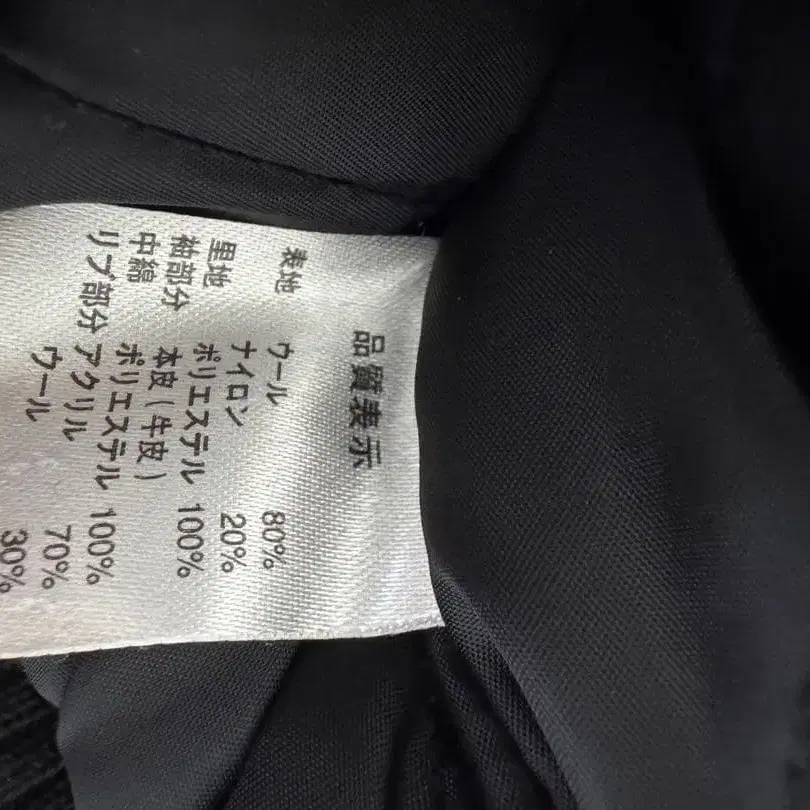 品質表示
表地 ウール 80%
ナイロン 20%
里地 ポリエステル 100%
袖部分 本皮(牛皮)
中綿 ポリエステル 100%
リブ部分 アクリル 70%
ウール 30%